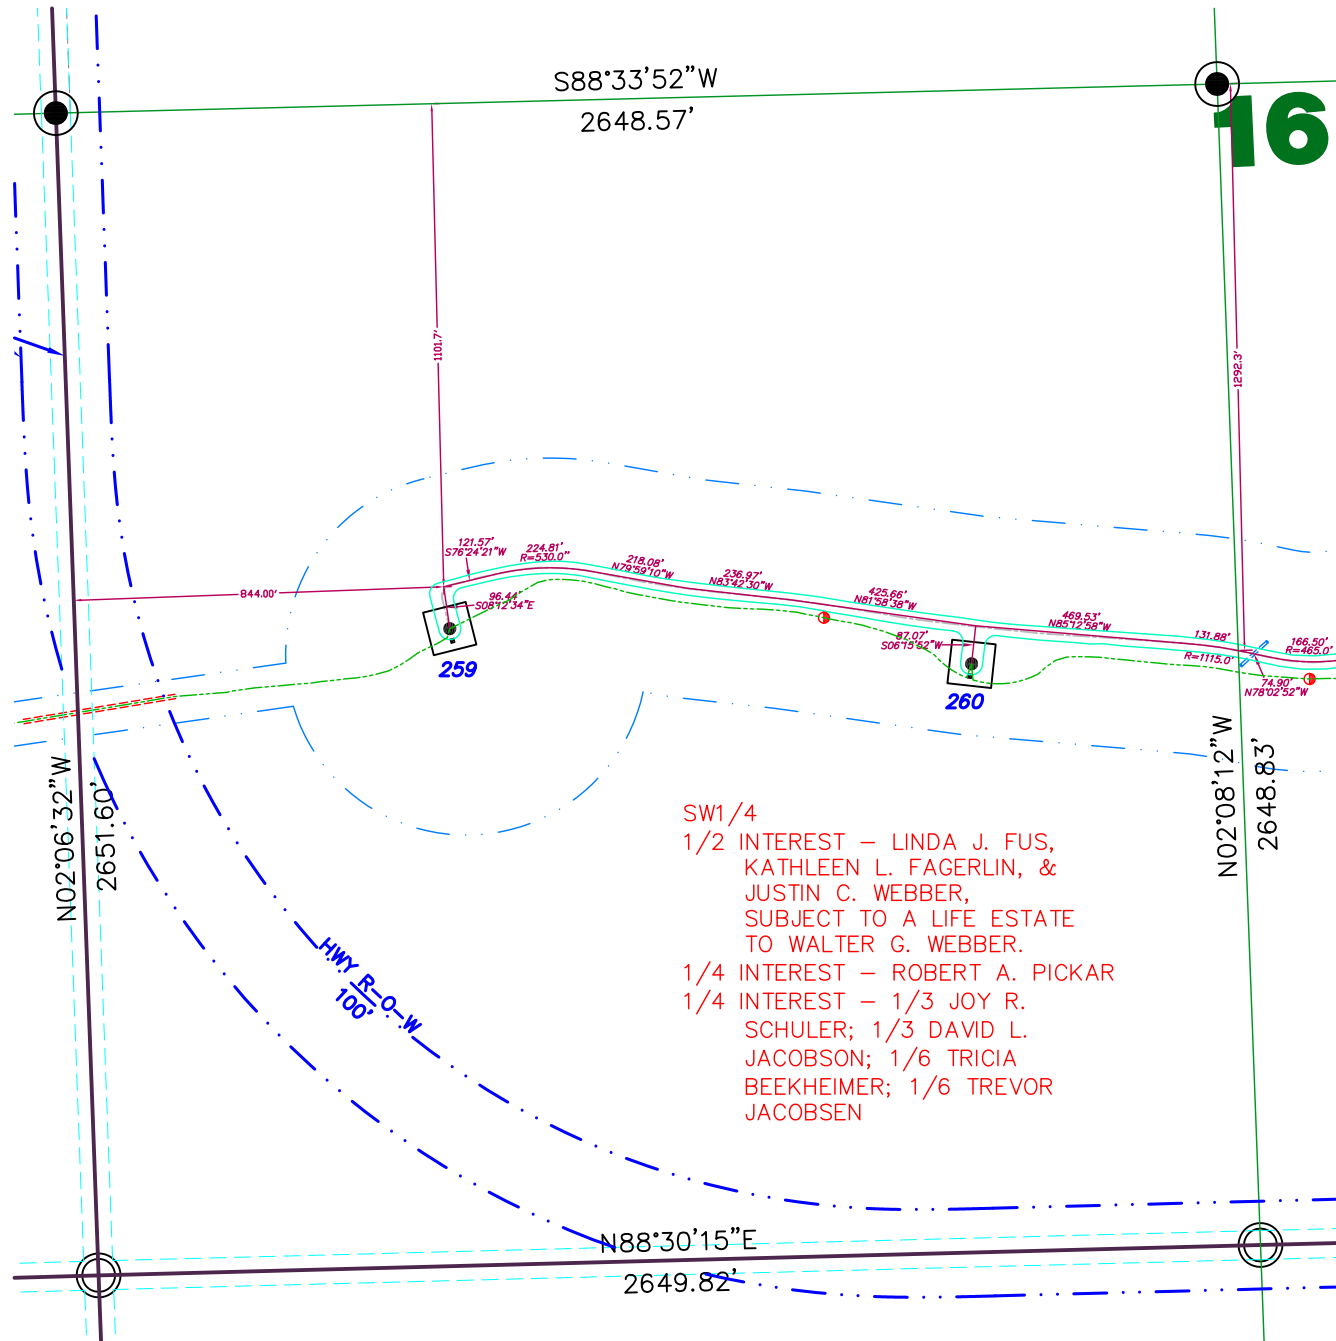 S88°33'52"W
2648.57'
16
1101.7'
1292.3'
121.57'
S76°24'21"W
224.81'
R=530.0"
218.08'
N79°59'10"W
236.97'
N83°42'30"W
425.66'
N81°58'38"W
469.53'
N85°12'58"W
131.88'
R=1115.0'
166.50'
R=465.0'
844.00'
96.44'
S08°12'34"E
87.07'
S06°15'52"W
74.90'
N78°02'52"W
259
260
N02°06'32"W
2651.60'
N02°08'12"W
2648.83'
SW1/4
1/2 INTEREST – LINDA J. FUS,
KATHLEEN L. FAGERLIN, &
JUSTIN C. WEBBER,
SUBJECT TO A LIFE ESTATE
TO WALTER G. WEBBER.
1/4 INTEREST – ROBERT A. PICKAR
1/4 INTEREST – 1/3 JOY R.
SCHULER; 1/3 DAVID L.
JACOBSON; 1/6 TRICIA
BEEKHEIMER; 1/6 TREVOR
JACOBSEN
HWY R–O–W
100'
N88°30'15"E
2649.82'